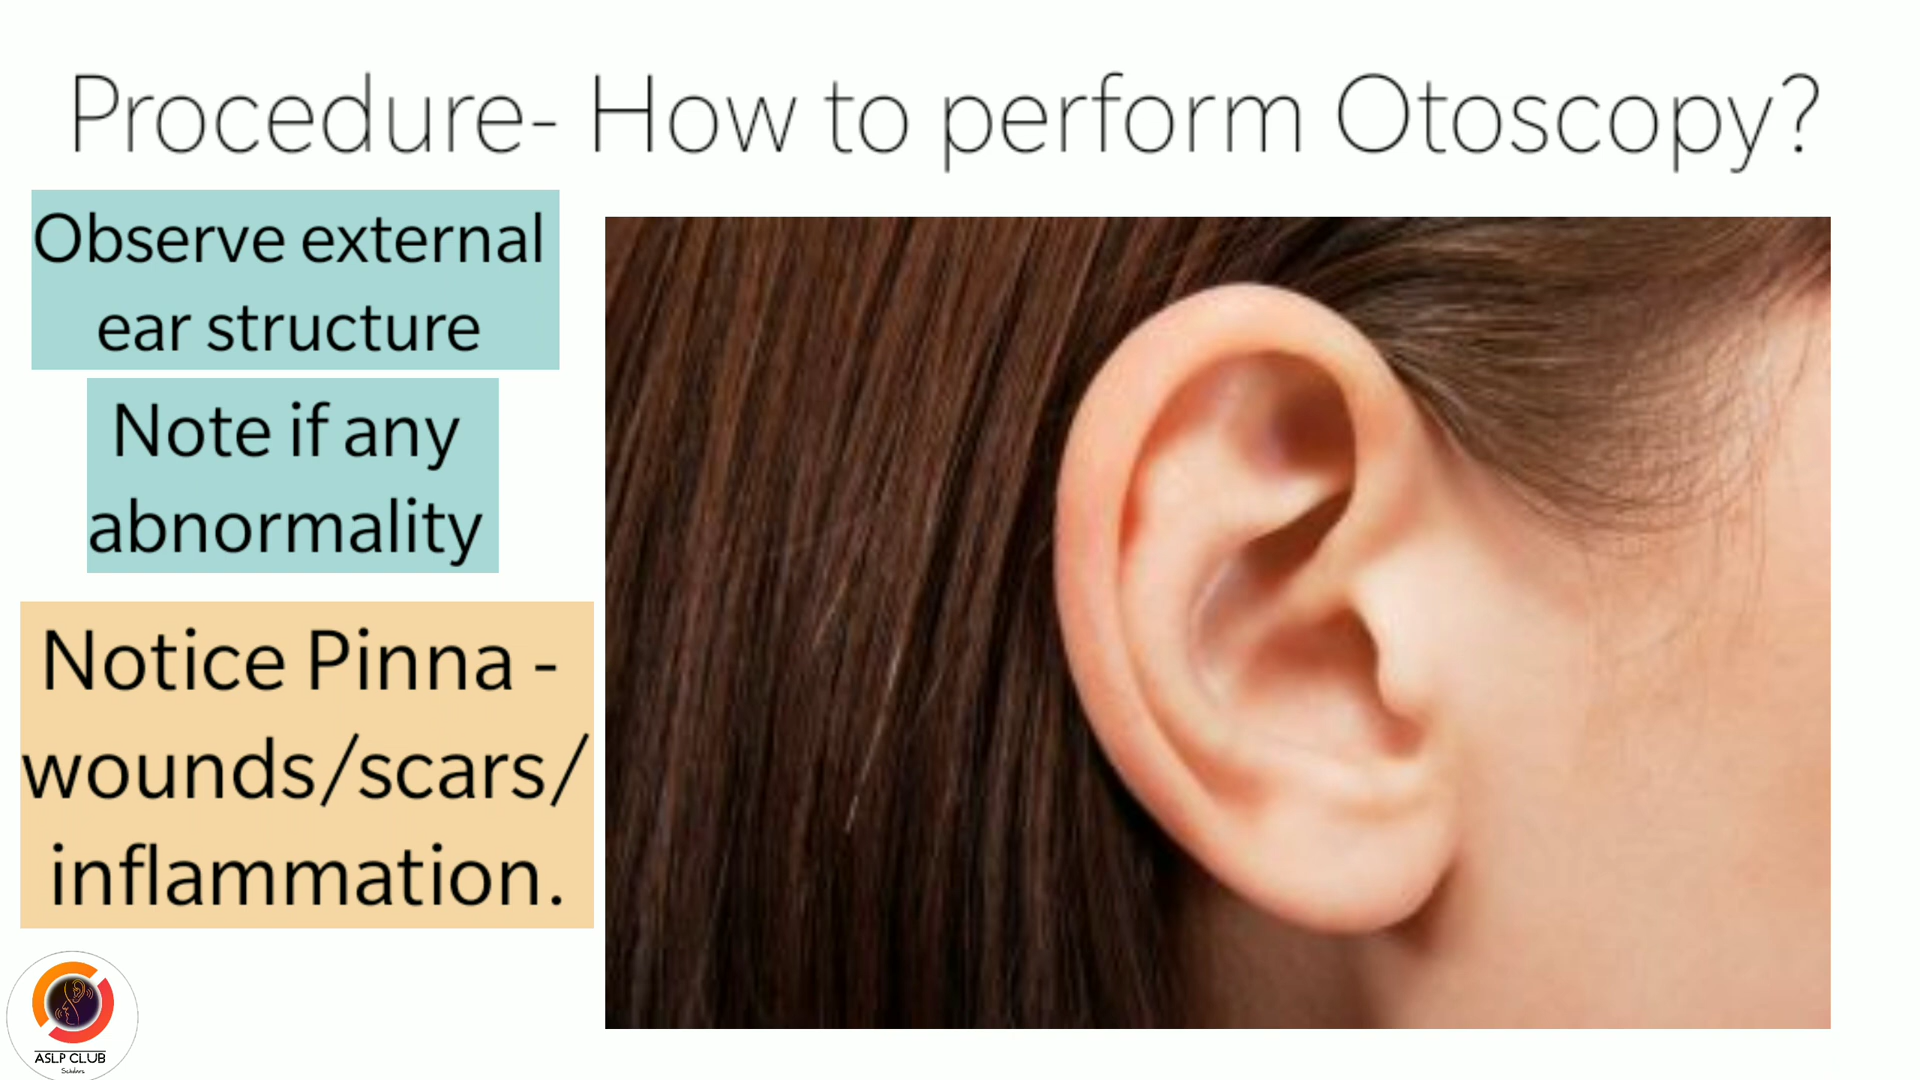 Procedure- How to perform Otoscopy?
Observe external
ear structure
Note if any
abnormality
Notice Pinna -
wounds/scars/
inflammation.
ASLP CLUB
Scholars